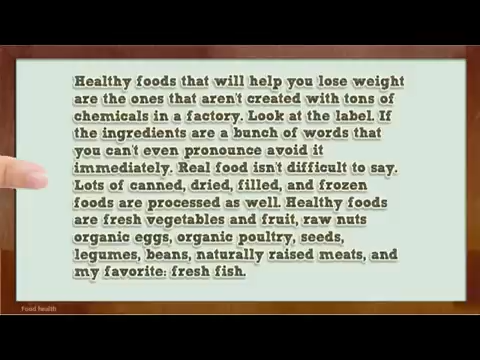 Healthy foods that will help you lose weight
are the ones that aren't created with tons of
chemicals in a factory. Look at the label. If
the ingredients are a bunch of words that
you can't even pronounce avoid it
immediately. Real food isn't difficult to say.
Lots of canned, dried, filled, and frozen
foods are processed as well. Healthy foods
are fresh vegetables and fruit, raw nuts
organic eggs, organic poultry, seeds,
legumes, beans, naturally raised meats, and
my favorite: fresh fish.
Food health